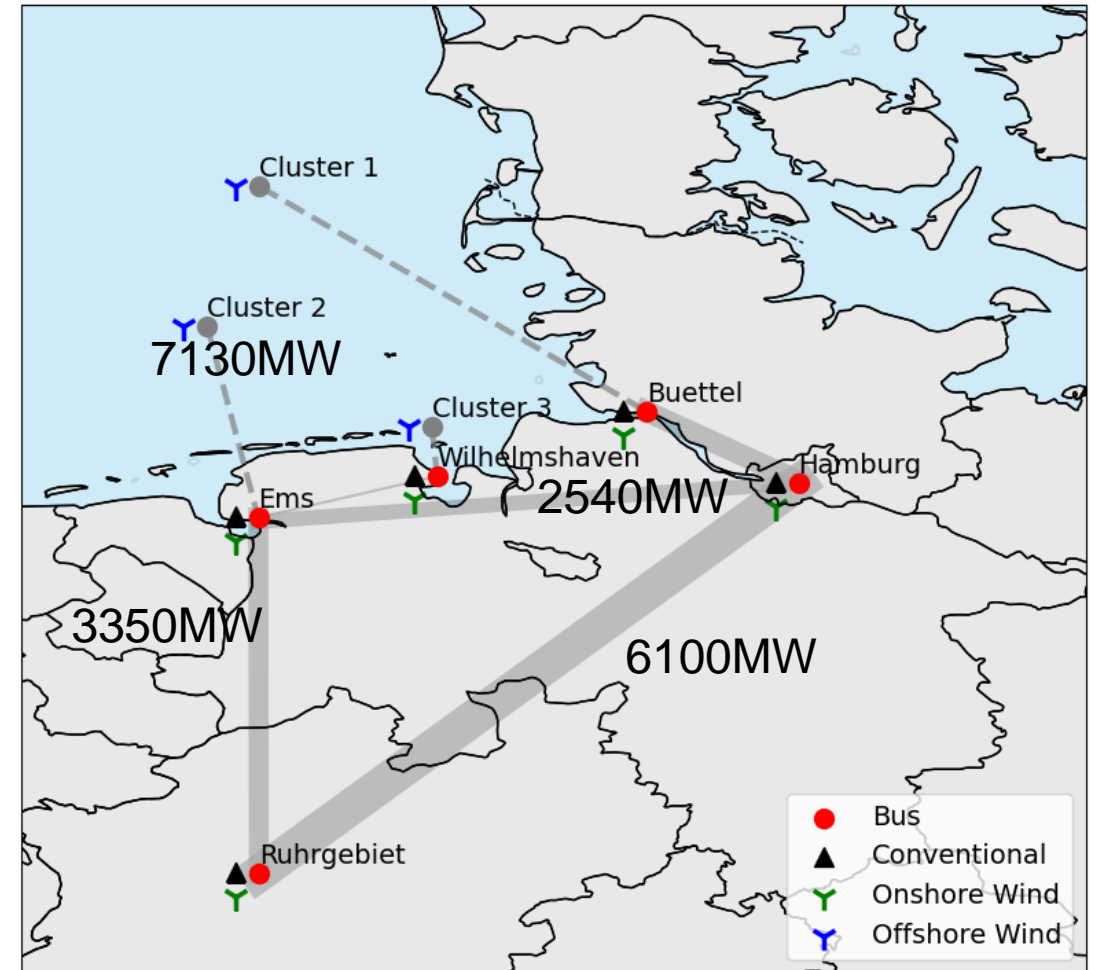 Cluster 1
Cluster 2
7130MW
Cluster 3
Buettel
Wilhelmshaven
Hamburg
2540MW
Ems
3350MW
6100MW
Ruhrgebiet
Bus
Conventional
Onshore Wind
Offshore Wind